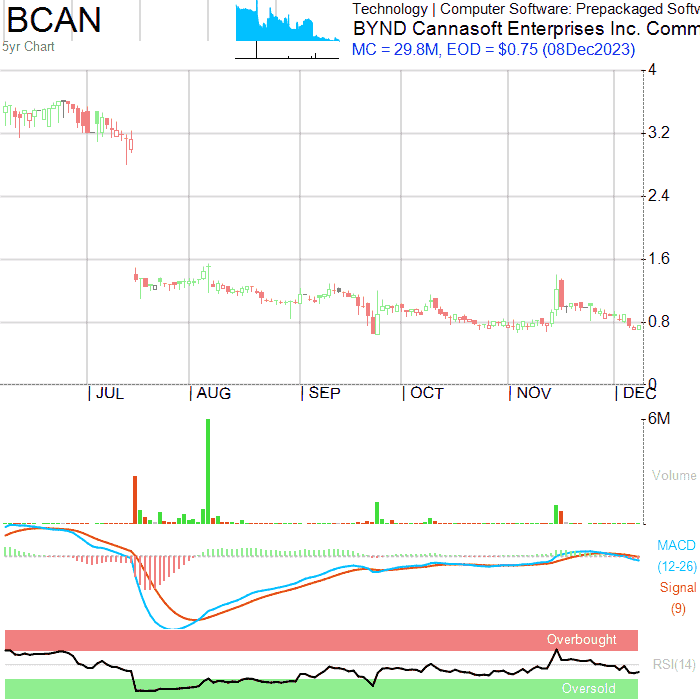 BCAN
5yr Chart
Technology | Computer Software: Prepackaged Softw
BYND Cannasoft Enterprises Inc. Comm
MC = 29.8M, EOD = $0.75 (08Dec2023)
4
3.2
2.4
1.6
0.8
0
JUL AUG SEP OCT NOV DEC
6M
Volume
MACD
(12-26)
Signal
(9)
Overbought
RSI(14)
Oversold